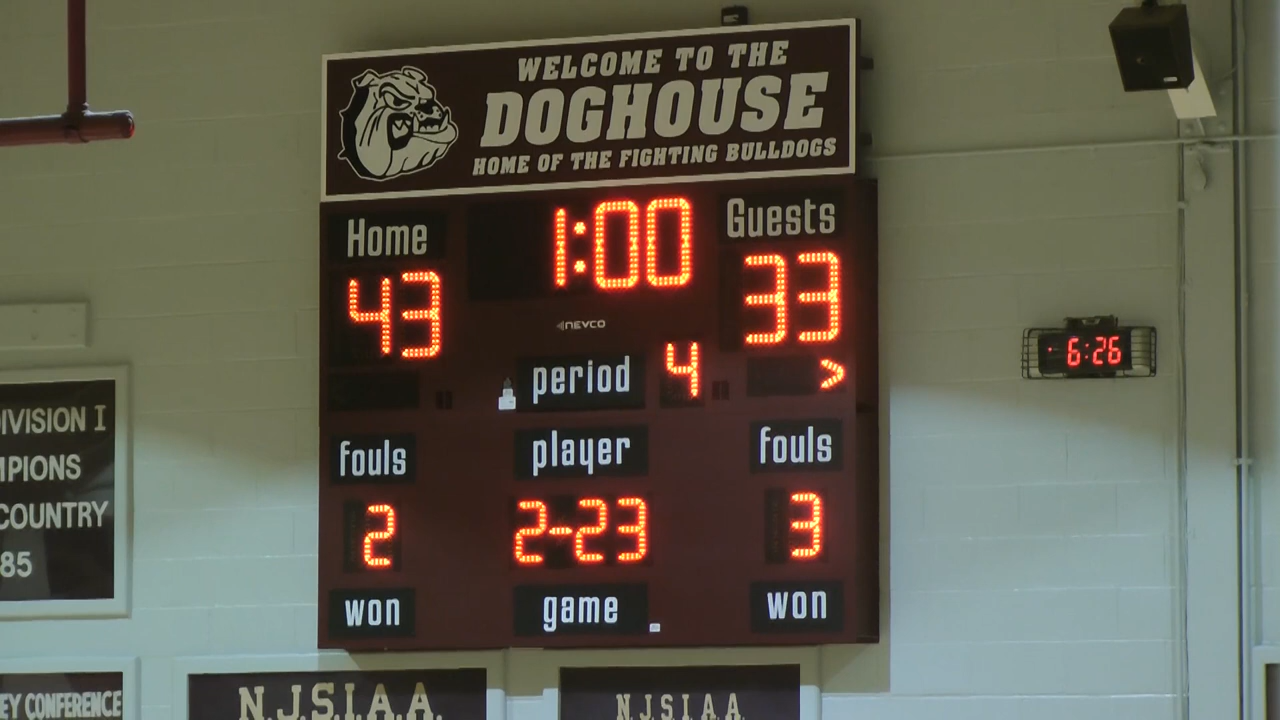 WELCOME TO THE
DOGHOUSE
HOME OF THE FIGHTING BULLDOGS
Home
1:00
Guests
43
33
NEVCO
period
4
>
6:26
fouls
player
fouls
2
2-23
3
won
game
won
IVISION I
MPIONS
COUNTRY
85
EY CONFERENCE
N.J.S.I.A.A.
N.J.S.I.A.A.